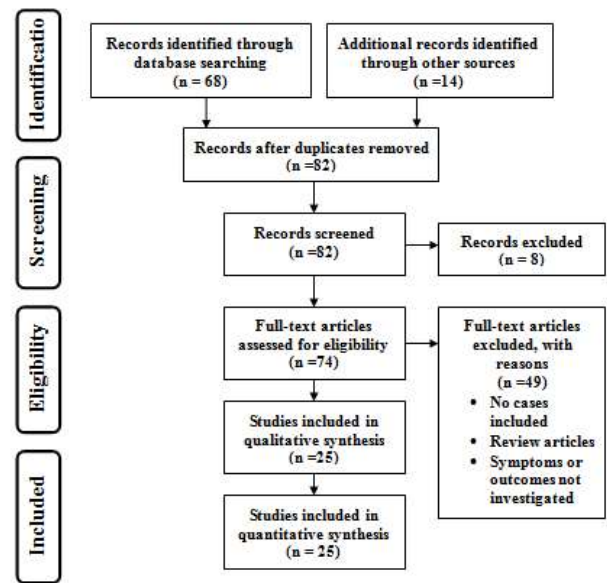 Identificatio
Records identified through
database searching
(n = 68)
Additional records identified
through other sources
(n =14)
Records after duplicates removed
(n =82)
Screening
Records screened
(n =82)
Records excluded
(n = 8)
Eligibility
Full-text articles
assessed for eligibility
(n =74)
Full-text articles
excluded, with
reasons
(n =49)
• No cases
included
• Review articles
• Symptoms or
outcomes not
investigated
Studies included in
qualitative synthesis
(n =25)
Included
Studies included in
quantitative synthesis
(n = 25)